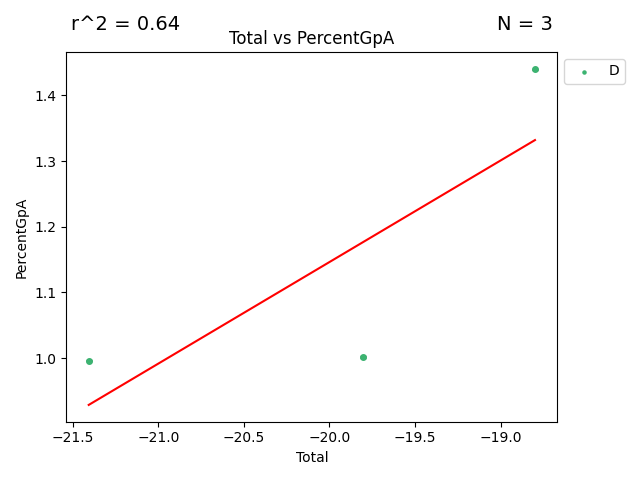 r^2 = 0.64
N = 3
Total vs PercentGpA
D
PercentGpA
1.4
1.3
1.2
1.1
1.0
−21.5
−21.0
−20.5
−20.0
−19.5
−19.0
Total